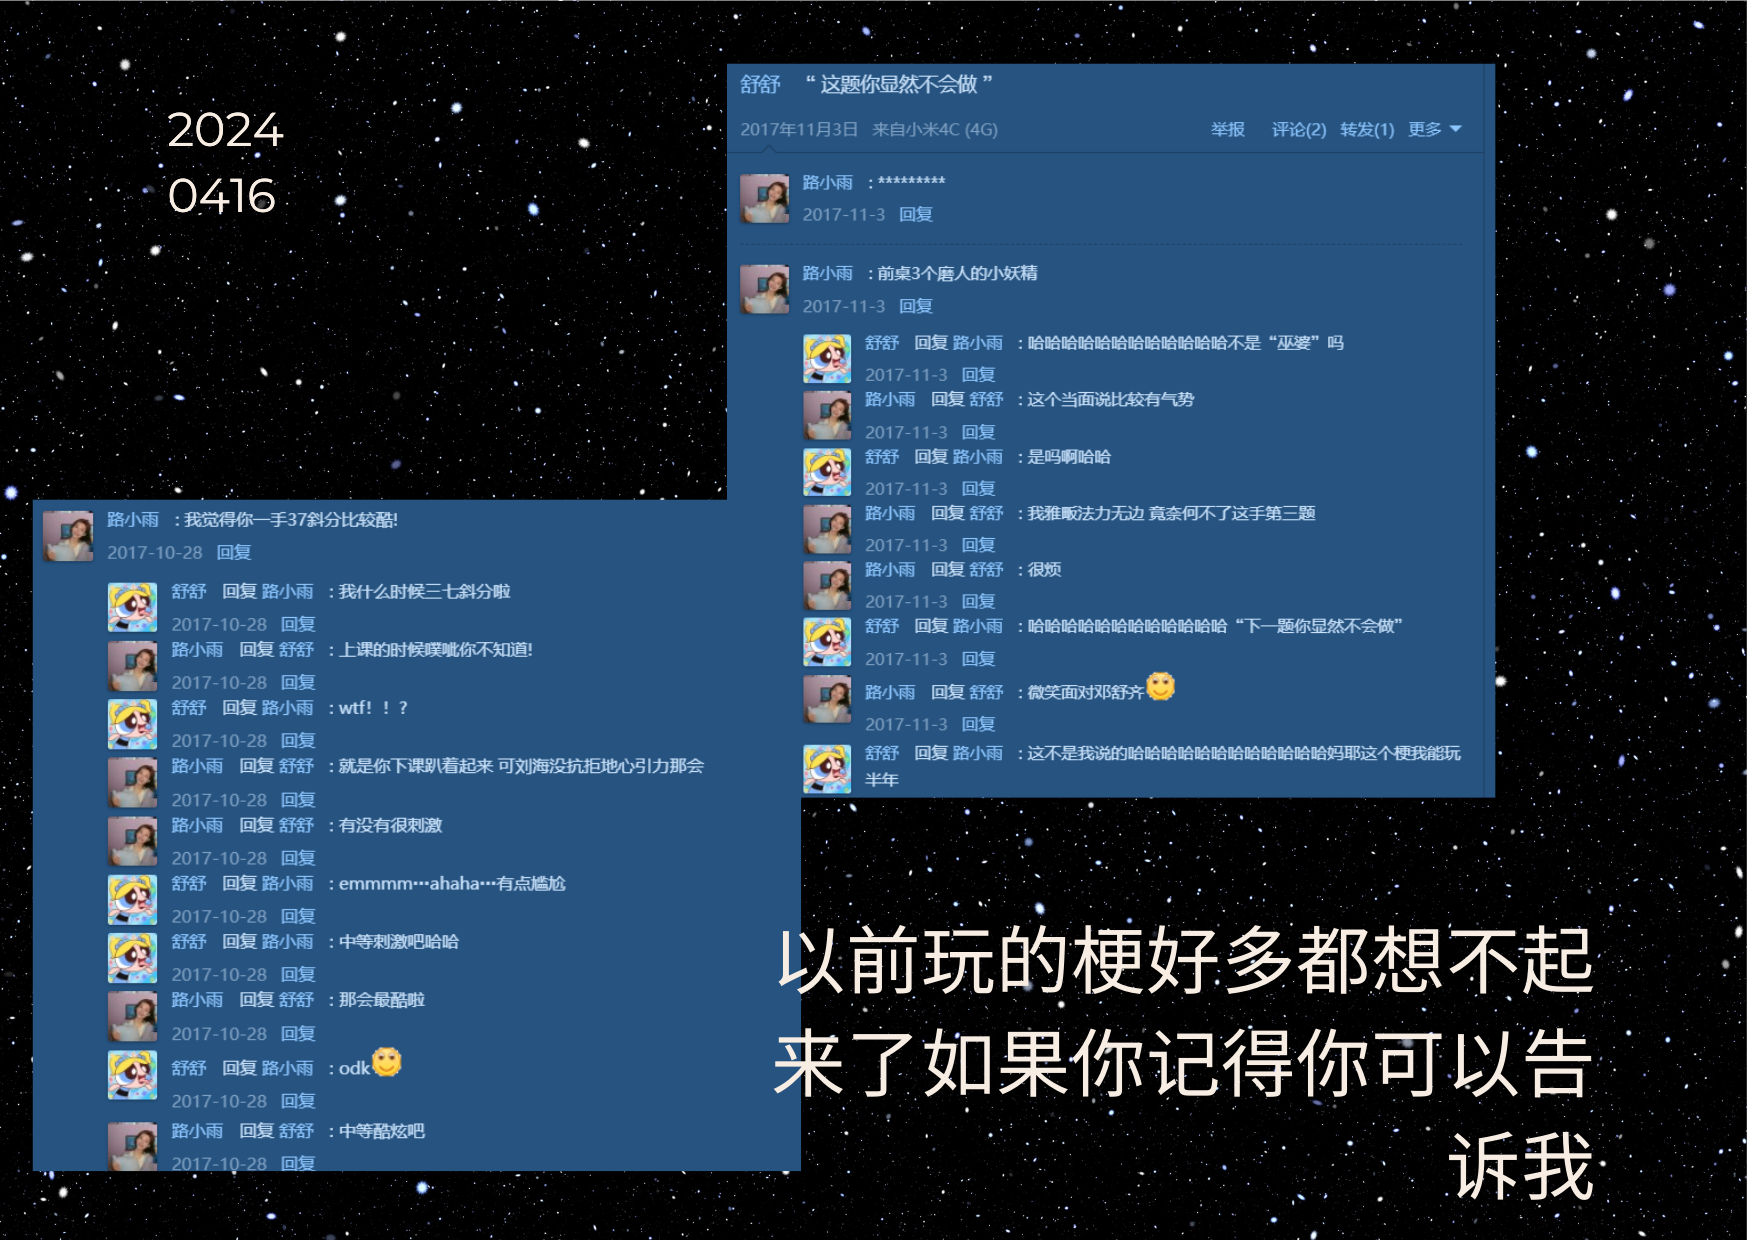 2024
0416
舒舒 “ 这题你显然不会做 ”
2017年11月3日 来自小米4C (4G) 举报 评论(2) 转发(1) 更多
路小雨 : *********
2017-11-3 回复
路小雨 : 前桌3个磨人的小妖精
2017-11-3 回复
舒舒 回复 路小雨 : 哈哈哈哈哈哈哈哈哈哈哈哈不是“巫婆”吗
2017-11-3 回复
路小雨 回复 舒舒 : 这个当面说比较有气势
2017-11-3 回复
舒舒 回复 路小雨 : 是吗啊哈哈
2017-11-3 回复
路小雨 回复 舒舒 : 我雅畈法力无边 竟奈何不了这手第三题
2017-11-3 回复
路小雨 回复 舒舒 : 很烦
2017-11-3 回复
舒舒 回复 路小雨 : 哈哈哈哈哈哈哈哈哈哈哈哈“下一题你显然不会做”
2017-11-3 回复
路小雨 回复 舒舒 : 微笑面对邓舒齐
2017-11-3 回复
舒舒 回复 路小雨 : 这不是我说的哈哈哈哈哈哈哈哈哈哈哈哈妈耶这个梗我能玩
半年
路小雨 : 我觉得你一手37斜分比较酷!
2017-10-28 回复
舒舒 回复 路小雨 : 我什么时候三七斜分啦
2017-10-28 回复
路小雨 回复 舒舒 : 上课的时候噗呲你不知道!
2017-10-28 回复
舒舒 回复 路小雨 : wtf！！？
2017-10-28 回复
路小雨 回复 舒舒 : 就是你下课趴着起来 可刘海没抗拒地心引力那会
2017-10-28 回复
路小雨 回复 舒舒 : 有没有很刺激
2017-10-28 回复
舒舒 回复 路小雨 : emmmm…ahaha…有点尴尬
2017-10-28 回复
舒舒 回复 路小雨 : 中等刺激吧哈哈
2017-10-28 回复
路小雨 回复 舒舒 : 那会最酷啦
2017-10-28 回复
舒舒 回复 路小雨 : odk
2017-10-28 回复
路小雨 回复 舒舒 : 中等酷炫吧
2017-10-28 回复
以前玩的梗好多都想不起
来了如果你记得你可以告
诉我